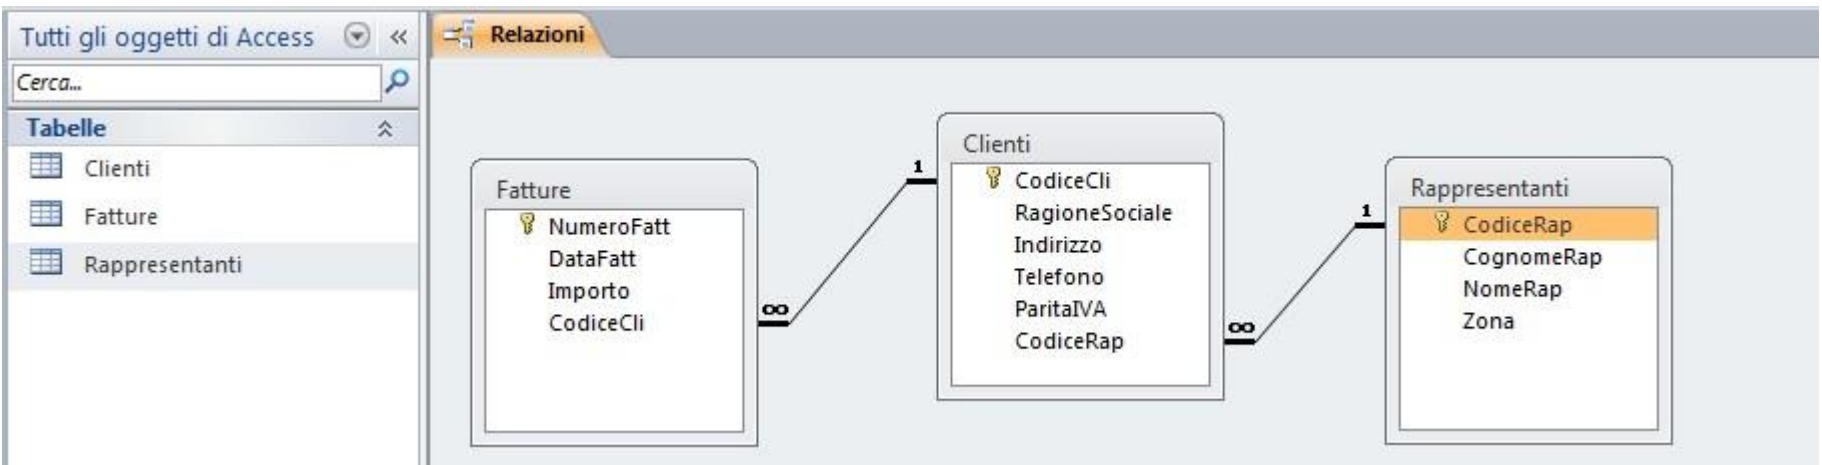 Tutti gli oggetti di Access
«
Relazioni
Cerca...
Tabelle
Clienti
Fatture
Rappresentanti
Fatture
NumeroFatt
DataFatt
Importo
CodiceCli
∞
1
Clienti
CodiceCli
RagioneSociale
Indirizzo
Telefono
ParitaIVA
CodiceRap
∞
1
Rappresentanti
CodiceRap
CognomeRap
NomeRap
Zona